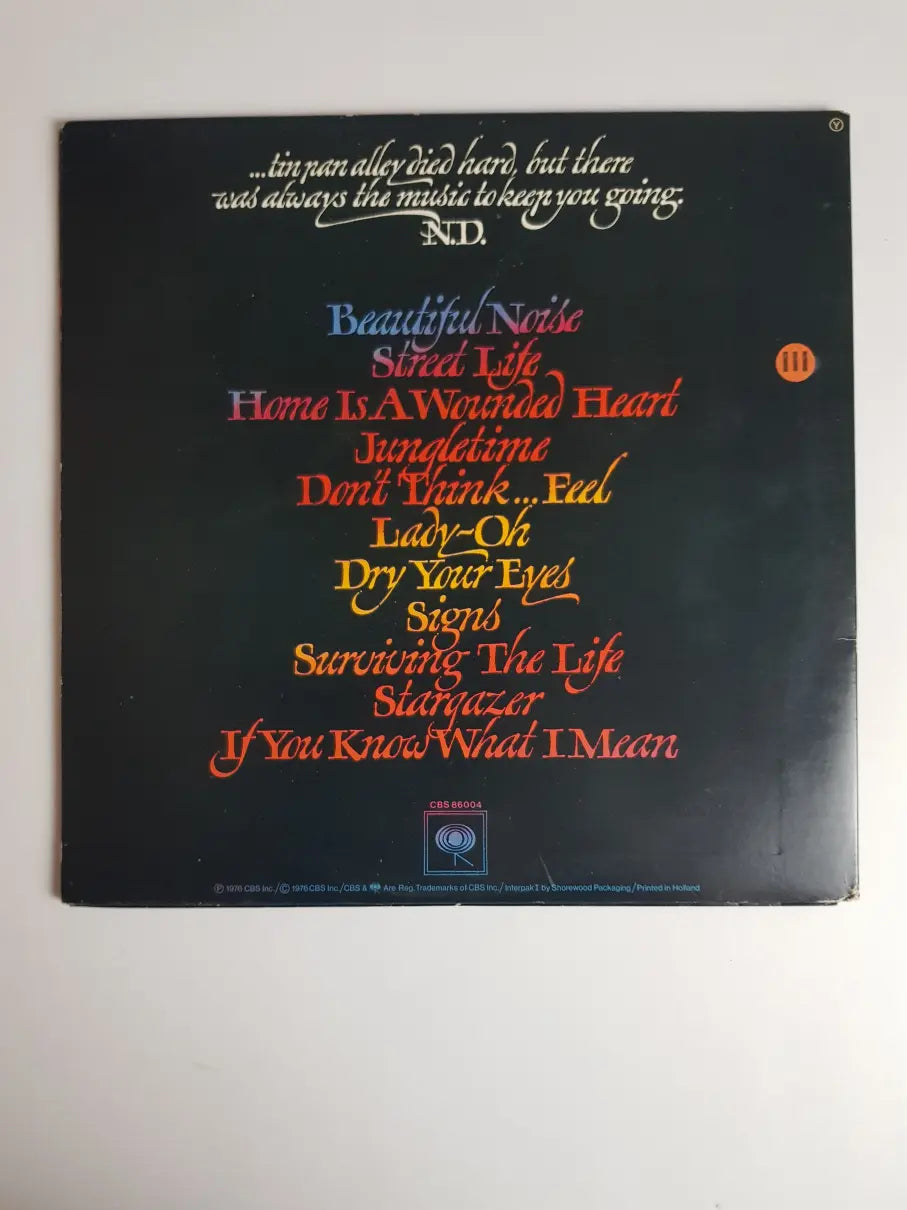 ...tin pan alley died hard, but there
was always the music to keep you going.
N.D.
Beautiful Noise
Street Life
Home Is A Wounded Heart
Jungletime
Don't Think...Feel
Lady-Oh
Dry Your Eyes
Signs
Surviving The Life
Stargazer
If You Know What I Mean
CBS 86004
Ⓟ 1976 CBS Inc./Ⓒ 1976 CBS Inc./CBS & Are Reg. Trademarks of CBS Inc./Interpak I by Shorewood Packaging/Printed in Holland
Ⓨ